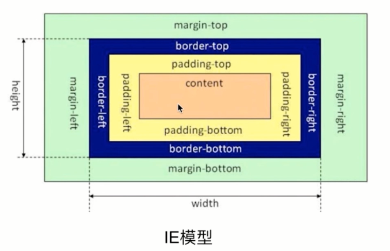 margin-top
border-top
padding-top
content
height
margin-left
border-left
padding-left
padding-right
border-right
margin-right
padding-bottom
border-bottom
margin-bottom
width
IE模型